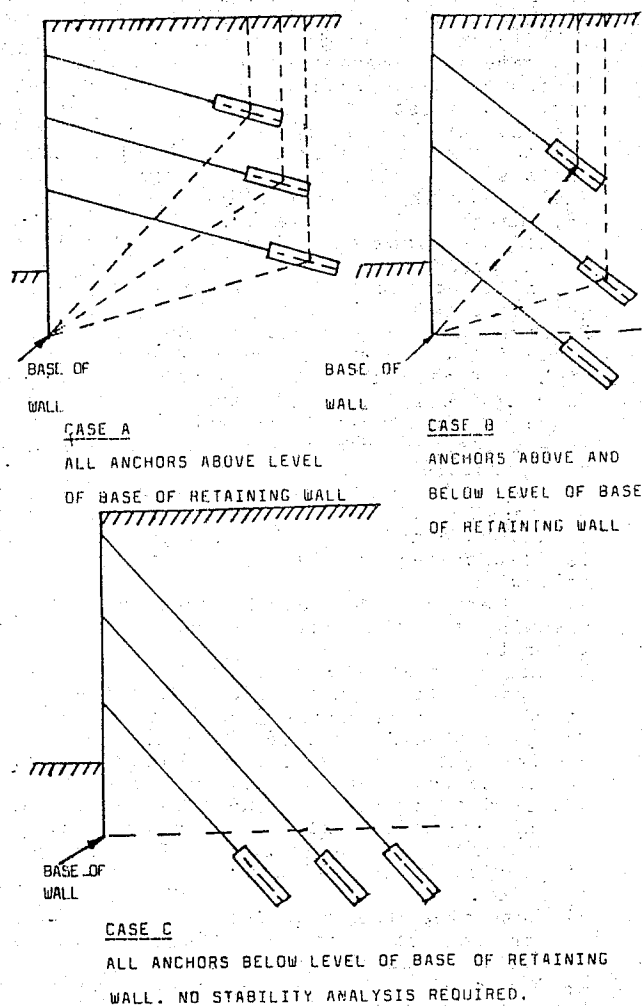 BASE OF
WALL
CASE A
ALL ANCHORS ABOVE LEVEL
OF BASE OF RETAINING WALL
BASE OF
WALL
CASE B
ANCHORS ABOVE AND
BELOW LEVEL OF BASE
OF RETAINING WALL
BASE OF
WALL
CASE C
ALL ANCHORS BELOW LEVEL OF BASE OF RETAINING
WALL. NO STABILITY ANALYSIS REQUIRED.